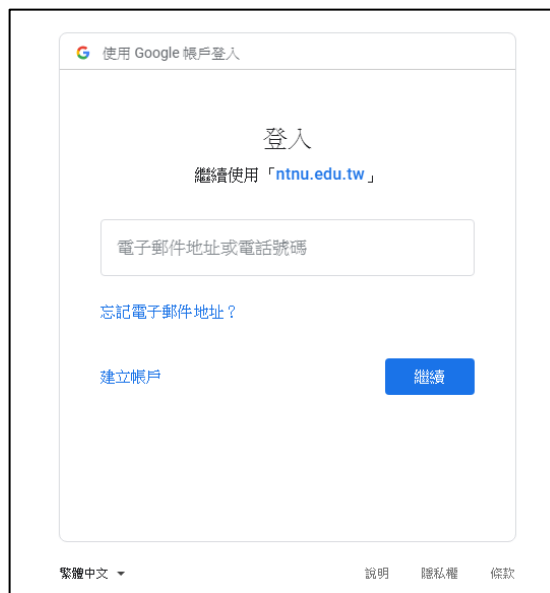 使用 Google 帳戶登入
登入
繼續使用「ntnu.edu.tw」
電子郵件地址或電話號碼
忘記電子郵件地址？
建立帳戶 繼續
繁體中文 說明 隱私權 條款